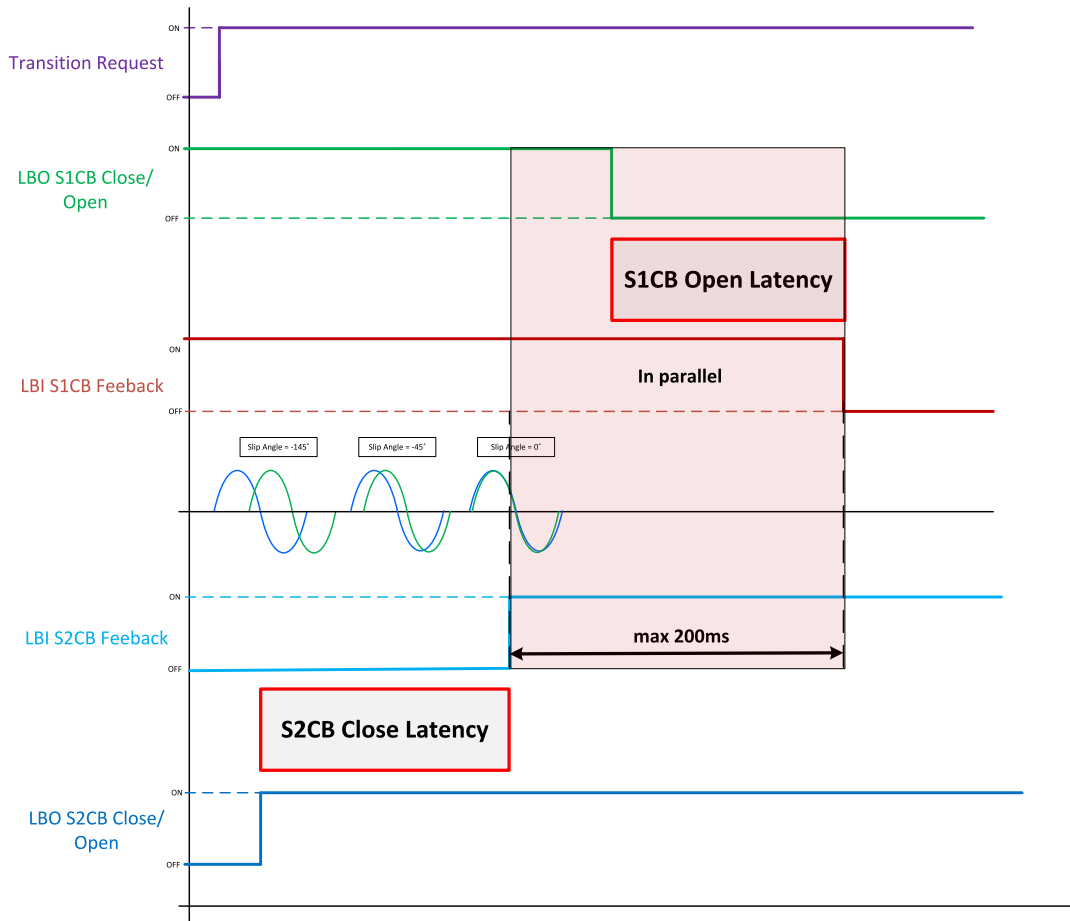 ON
Transition Request
OFF
ON
LBO S1CB Close/
Open
OFF
S1CB Open Latency
ON
In parallel
LBI S1CB Feeback
OFF
Slip Angle = -145˚
Slip Angle = -45˚
Slip Angle = 0˚
ON
LBI S2CB Feeback
max 200ms
OFF
S2CB Close Latency
ON
LBO S2CB Close/
Open
OFF